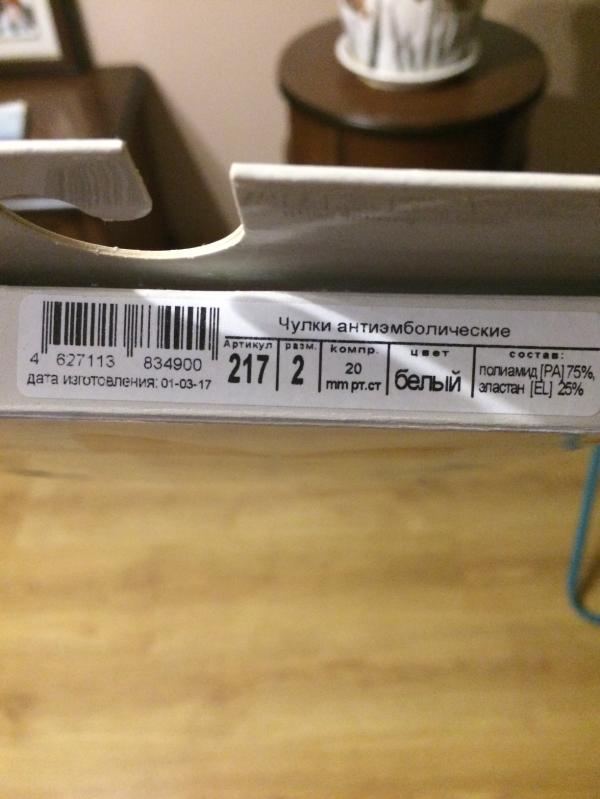 Чулки антиэмболические
4 627113 834900
дата изготовления: 01-03-17
Артикул
217
разм.
2
компр.
20
mm рт.ст
цвет
белый
состав:
полиамид [PA] 75%,
эластан [EL] 25%